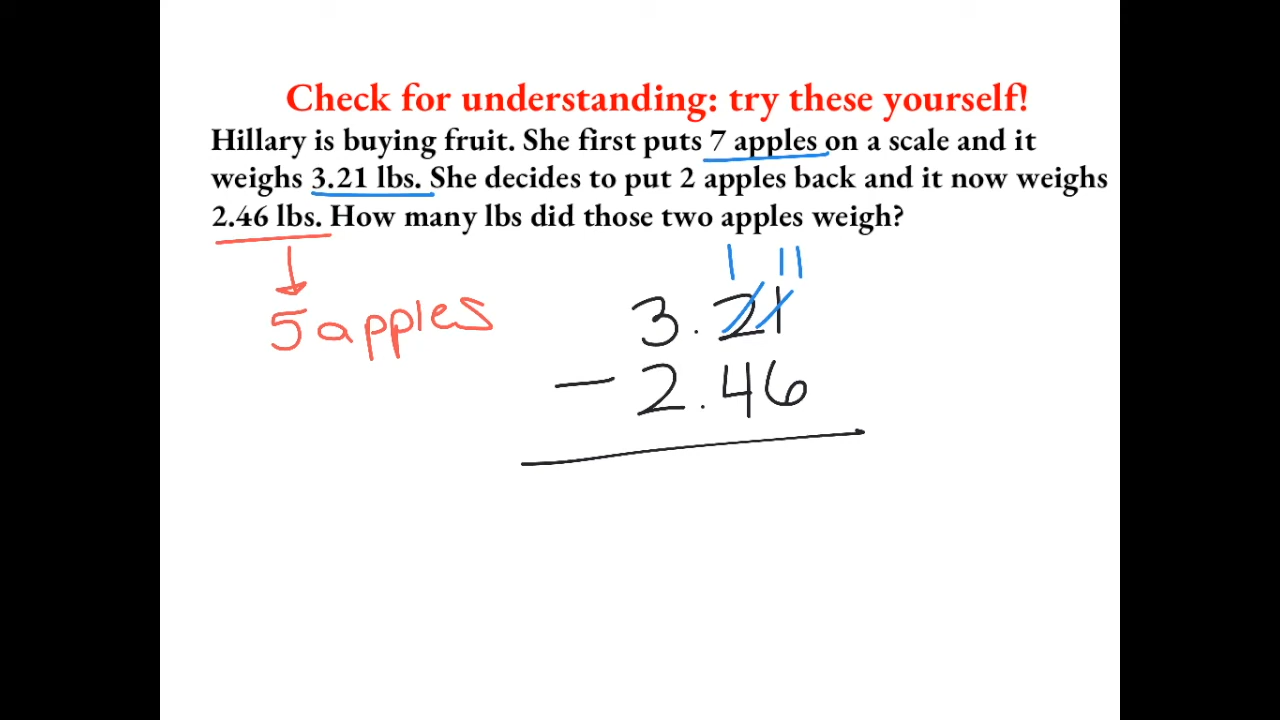 Check for understanding: try these yourself!
Hillary is buying fruit. She first puts 7 apples on a scale and it
weighs 3.21 lbs. She decides to put 2 apples back and it now weighs
2.46 lbs. How many lbs did those two apples weigh?
1 11
5 apples
3.21
- 2.46